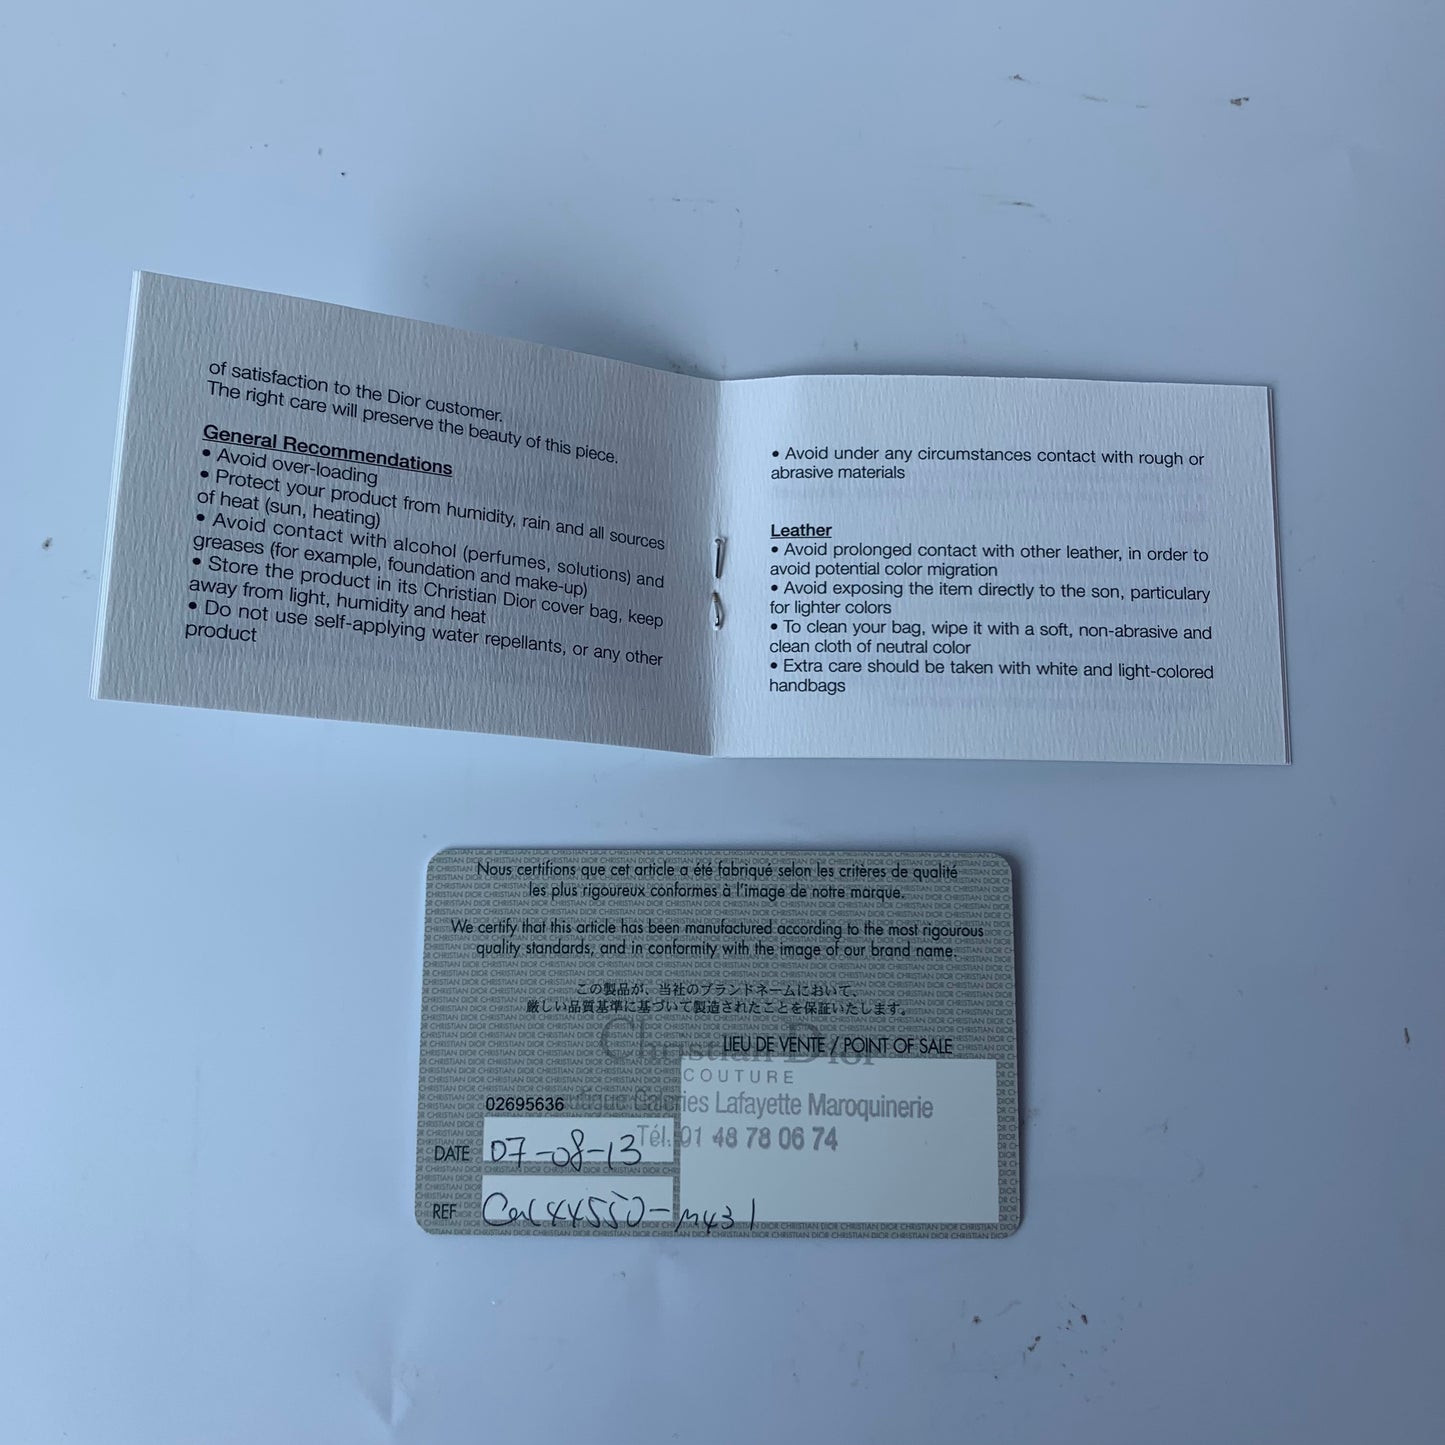 of satisfaction to the Dior customer.
The right care will preserve the beauty of this piece.
General Recommendations
• Avoid over-loading
• Protect your product from humidity, rain and all sources
of heat (sun, heating)
• Avoid contact with alcohol (perfumes, solutions) and
greases (for example, foundation and make-up)
• Store the product in its Christian Dior cover bag, keep
away from light, humidity and heat
• Do not use self-applying water repellants, or any other
product
• Avoid under any circumstances contact with rough or
abrasive materials
Leather
• Avoid prolonged contact with other leather, in order to
avoid potential color migration
• Avoid exposing the item directly to the son, particulary
for lighter colors
• To clean your bag, wipe it with a soft, non-abrasive and
clean cloth of neutral color
• Extra care should be taken with white and light-colored
handbags
Nous certifions que cet article a été fabriqué selon les critères de qualité
les plus rigoureux conformes à l'image de notre marque.
We certify that this article has been manufactured according to the most rigourous
quality standards, and in conformity with the image of our brand name.
この製品が、当社のブランドネームにおいて、
厳しい品質基準に基づいて製造されたことを保証いたします。
Christian Dior
LIEU DE VENTE / POINT OF SALE
COUTURE
Galeries Lafayette Maroquinerie
02695636
Tél. 01 48 78 06 74
DATE 07-08-13
REF Cal44550-M431